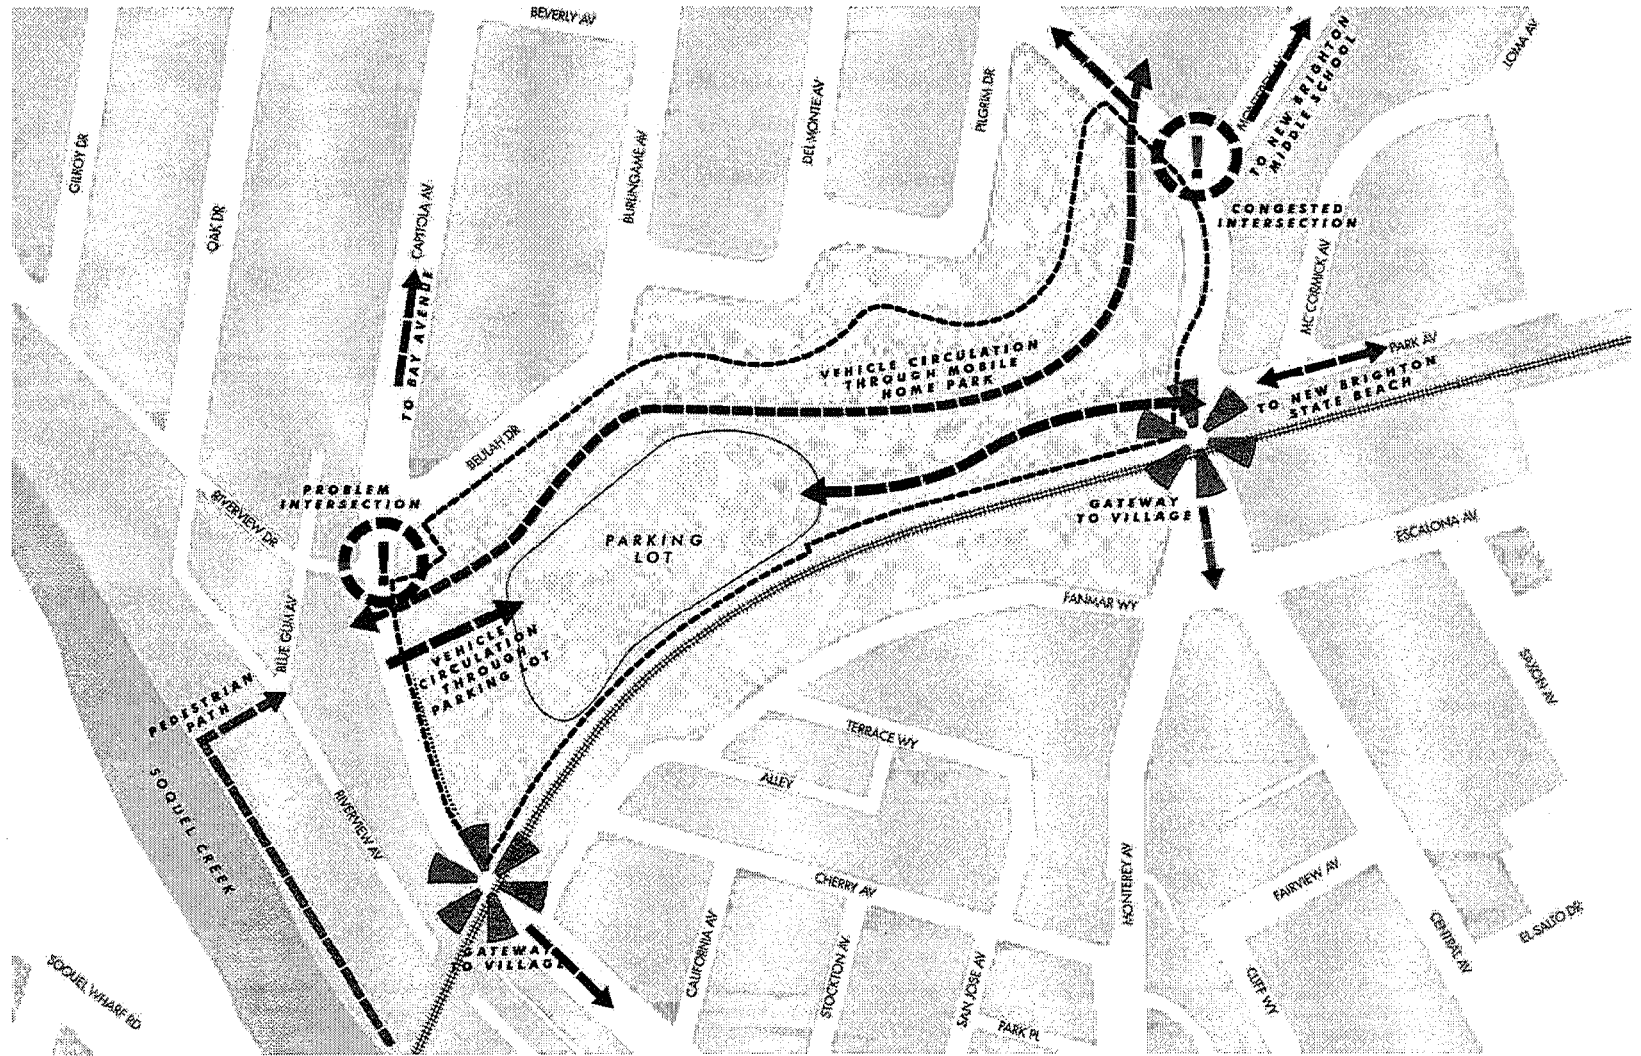 BEVERLY AV
LOMA AV
GILROY DR
OAK DR
CAPITOLA AV
BURLINGAME AV
DEL MONTE AV
PILGRIM DR
TO NEW BRIGHTON
MIDDLE SCHOOL
CONGESTED
INTERSECTION
MC CORMICK AV
TO BAY AVENUE
VEHICLE CIRCULATION
THROUGH MOBILE
HOME PARK
PARK AV
TO NEW BRIGHTON
STATE BEACH
BEULAH DR
PROBLEM
INTERSECTION
RIVERVIEW DR
PARKING
LOT
GATEWAY
TO VILLAGE
ESCALONA AV
FANMAR WY
BLUE GUM AV
VEHICLE
CIRCULATION
THROUGH
PARKING LOT
PEDESTRIAN
PATH
SAXON AV
TERRACE WY
ALLEY
SOQUEL CREEK
RIVERVIEW AV
CHERRY AV
MONTEREY AV
FAIRVIEW AV
EL SALTO DR
CENTRAL AV
GATEWAY
TO VILLAGE
CALIFORNIA AV
STOCKTON AV
SAN JOSE AV
CLIFF WY
SOQUEL WHARF RD
PARK PL